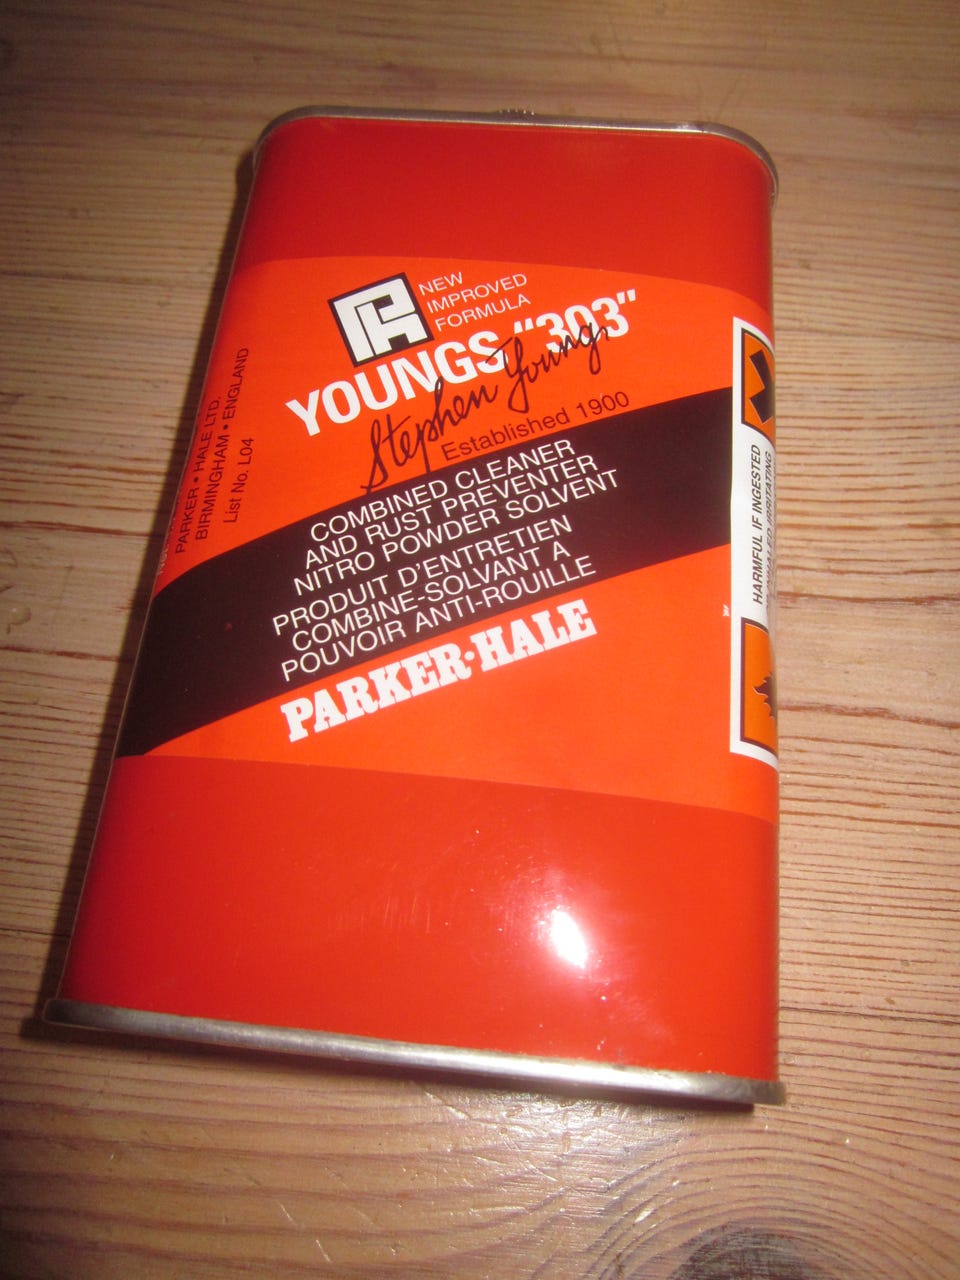 NEW
IMPROVED
FORMULA
YOUNGS "303"
Stephen Young
Established 1900
COMBINED CLEANER
AND RUST PREVENTER
NITRO POWDER SOLVENT
PRODUIT D'ENTRETIEN
COMBINE-SOLVANT A
POUVOIR ANTI-ROUILLE
PARKER·HALE
PARKER • HALE LTD.
BIRMINGHAM • ENGLAND
List No. L04
HARMFUL IF INGESTED